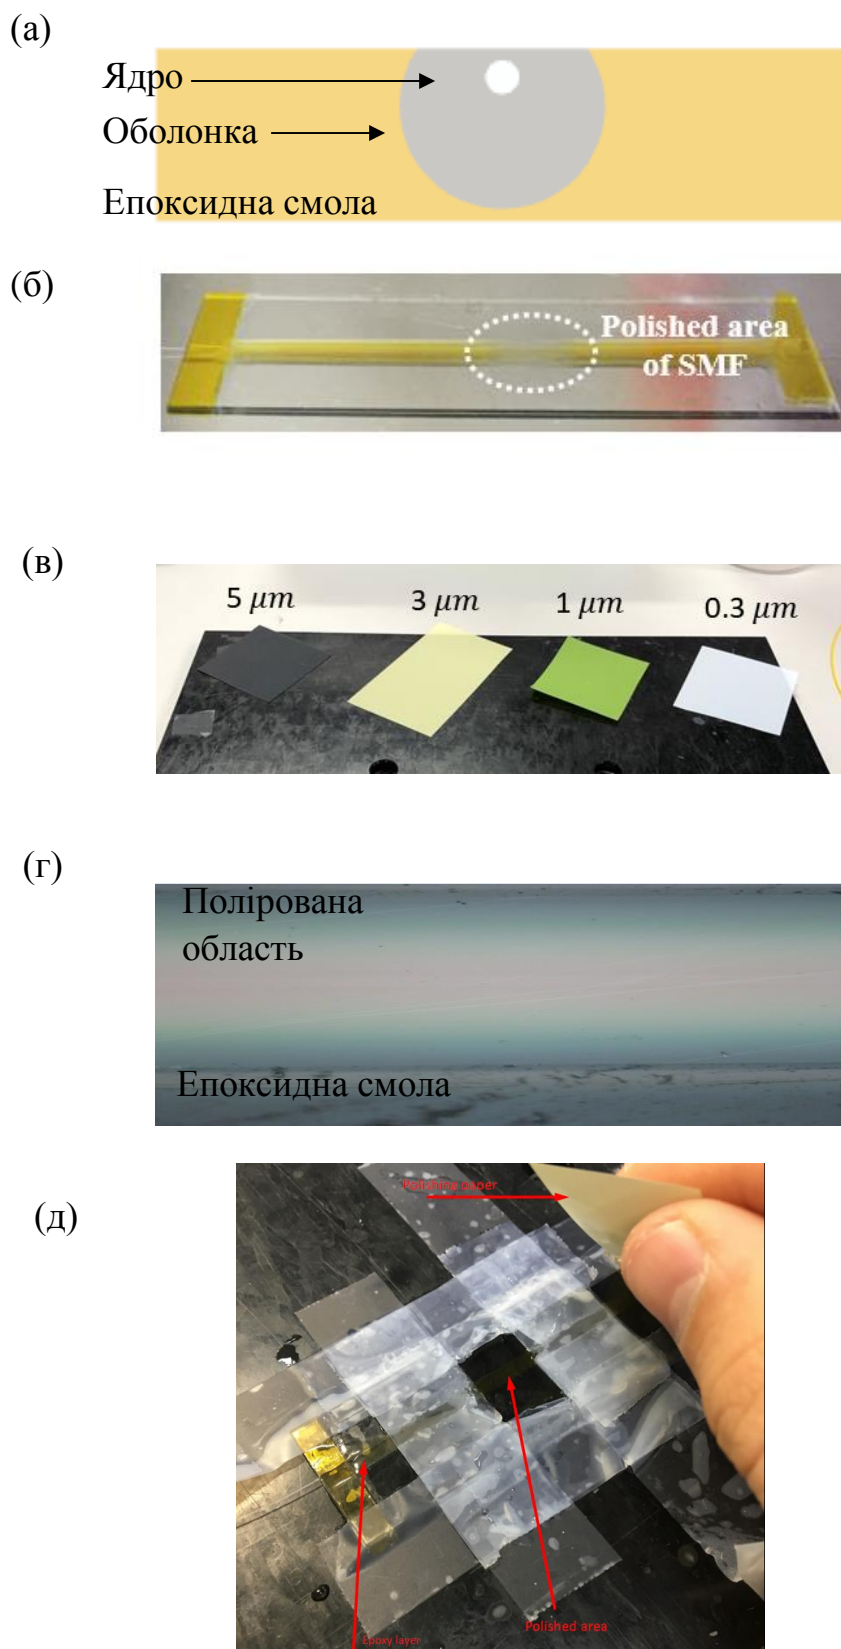 (а)
Ядро
Оболонка
Епоксидна смола
(б)
Polished area
of SMF
(в)
5 μm
3 μm
1 μm
0.3 μm
(г)
Полірована
область
Епоксидна смола
(д)
Polishing paper
Polished area
Epoxy layer